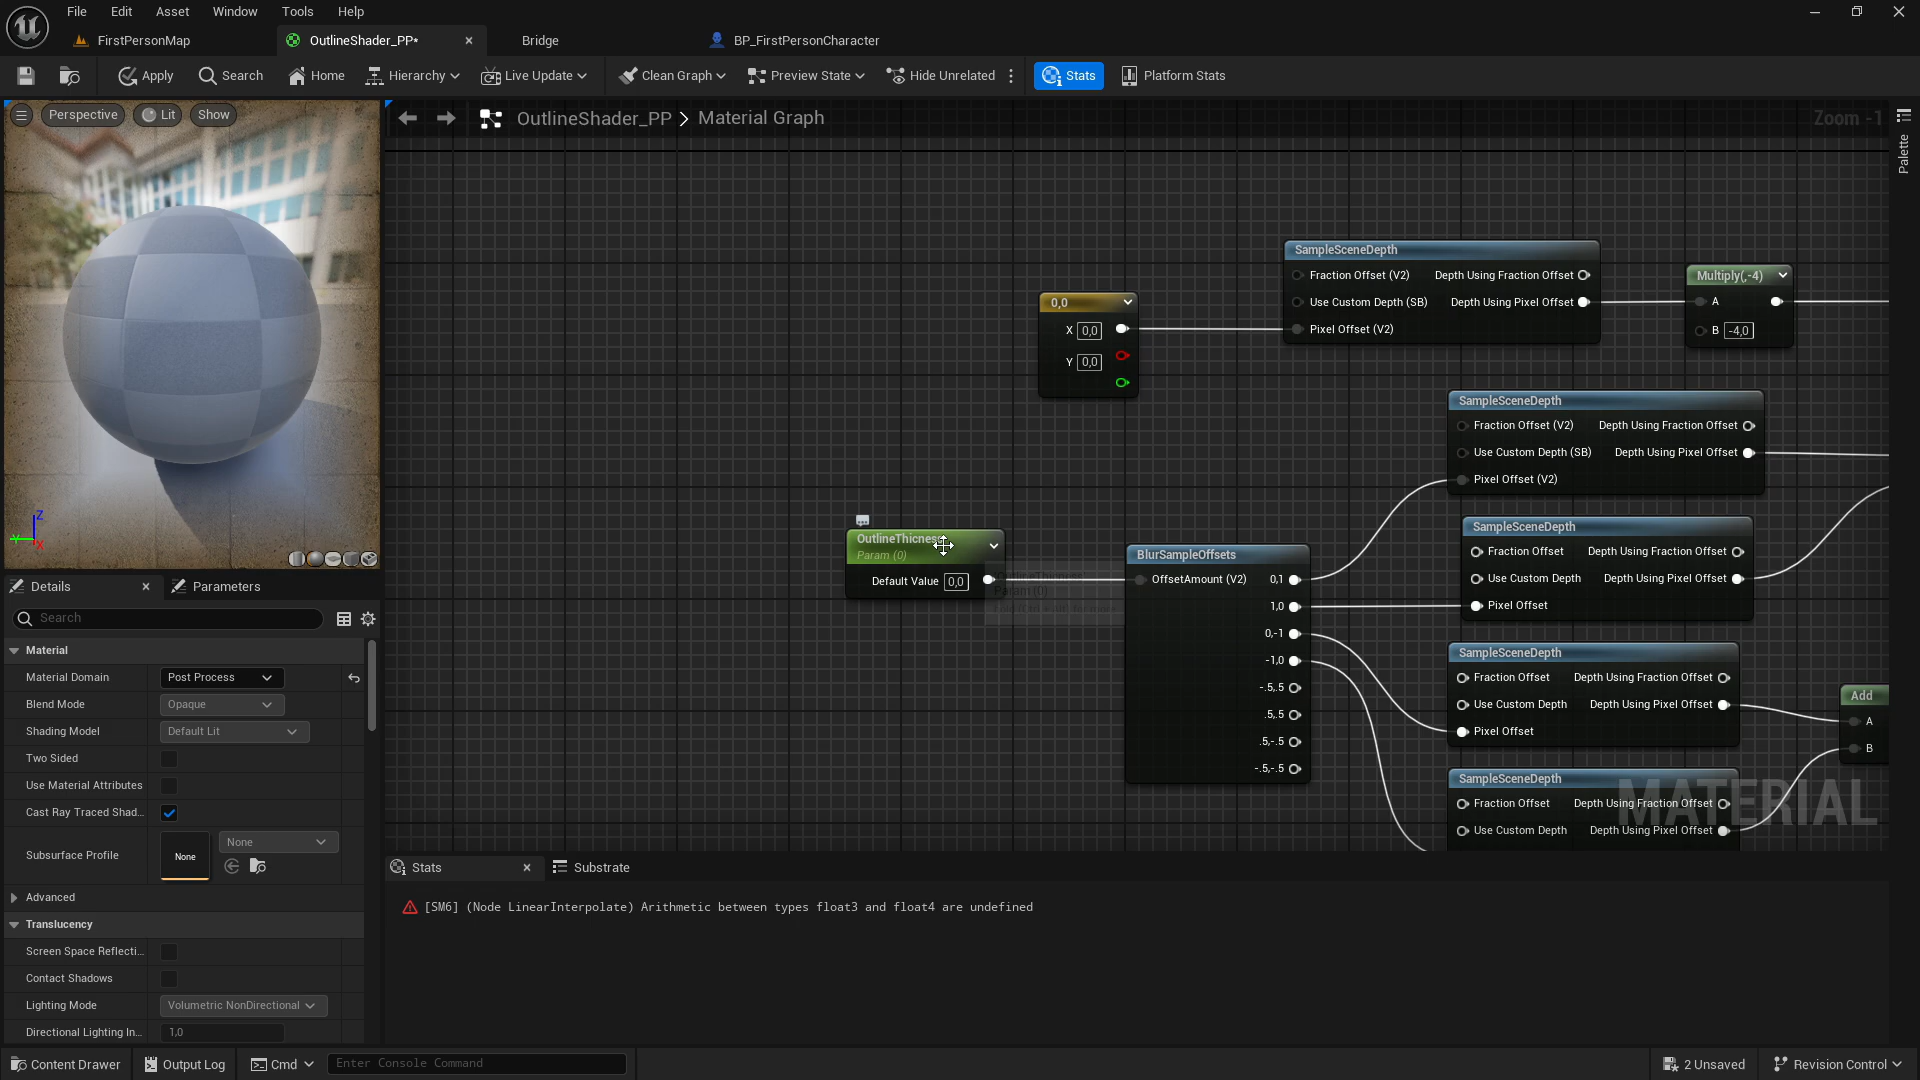 File Edit Asset Window Tools Help
FirstPersonMap OutlineShader_PP* Bridge BP_FirstPersonCharacter
Apply Search Home Hierarchy Live Update Clean Graph Preview State Hide Unrelated Stats Platform Stats
Perspective Lit Show
OutlineShader_PP Material Graph Zoom -1
Palette
SampleSceneDepth
Fraction Offset (V2) Depth Using Fraction Offset
Use Custom Depth (SB) Depth Using Pixel Offset
Pixel Offset (V2)
Multiply(,-4)
A
B -4,0
0,0
X 0,0
Y 0,0
SampleSceneDepth
Fraction Offset (V2) Depth Using Fraction Offset
Use Custom Depth (SB) Depth Using Pixel Offset
Pixel Offset (V2)
OutlineThicness
Param (0)
Default Value 0,0
Param (0)
BlurSampleOffsets
OffsetAmount (V2) 0,1
1,0
0,-1
-1,0
-.5,.5
.5,.5
.5,-.5
-.5,-.5
SampleSceneDepth
Fraction Offset Depth Using Fraction Offset
Use Custom Depth Depth Using Pixel Offset
Pixel Offset
SampleSceneDepth
Fraction Offset Depth Using Fraction Offset
Use Custom Depth Depth Using Pixel Offset
Pixel Offset
Add
A
B
SampleSceneDepth
Fraction Offset Depth Using Fraction Offset
Use Custom Depth Depth Using Pixel Offset
MATERIAL
Z
Y
X
Details Parameters
Search
Material
Material Domain Post Process
Blend Mode Opaque
Shading Model Default Lit
Two Sided
Use Material Attributes
Cast Ray Traced Shad...
Subsurface Profile None None
Advanced
Translucency
Screen Space Reflecti...
Contact Shadows
Lighting Mode Volumetric NonDirectional
Directional Lighting In... 1,0
Stats Substrate
[SM6] (Node LinearInterpolate) Arithmetic between types float3 and float4 are undefined
Content Drawer Output Log Cmd Enter Console Command 2 Unsaved Revision Control